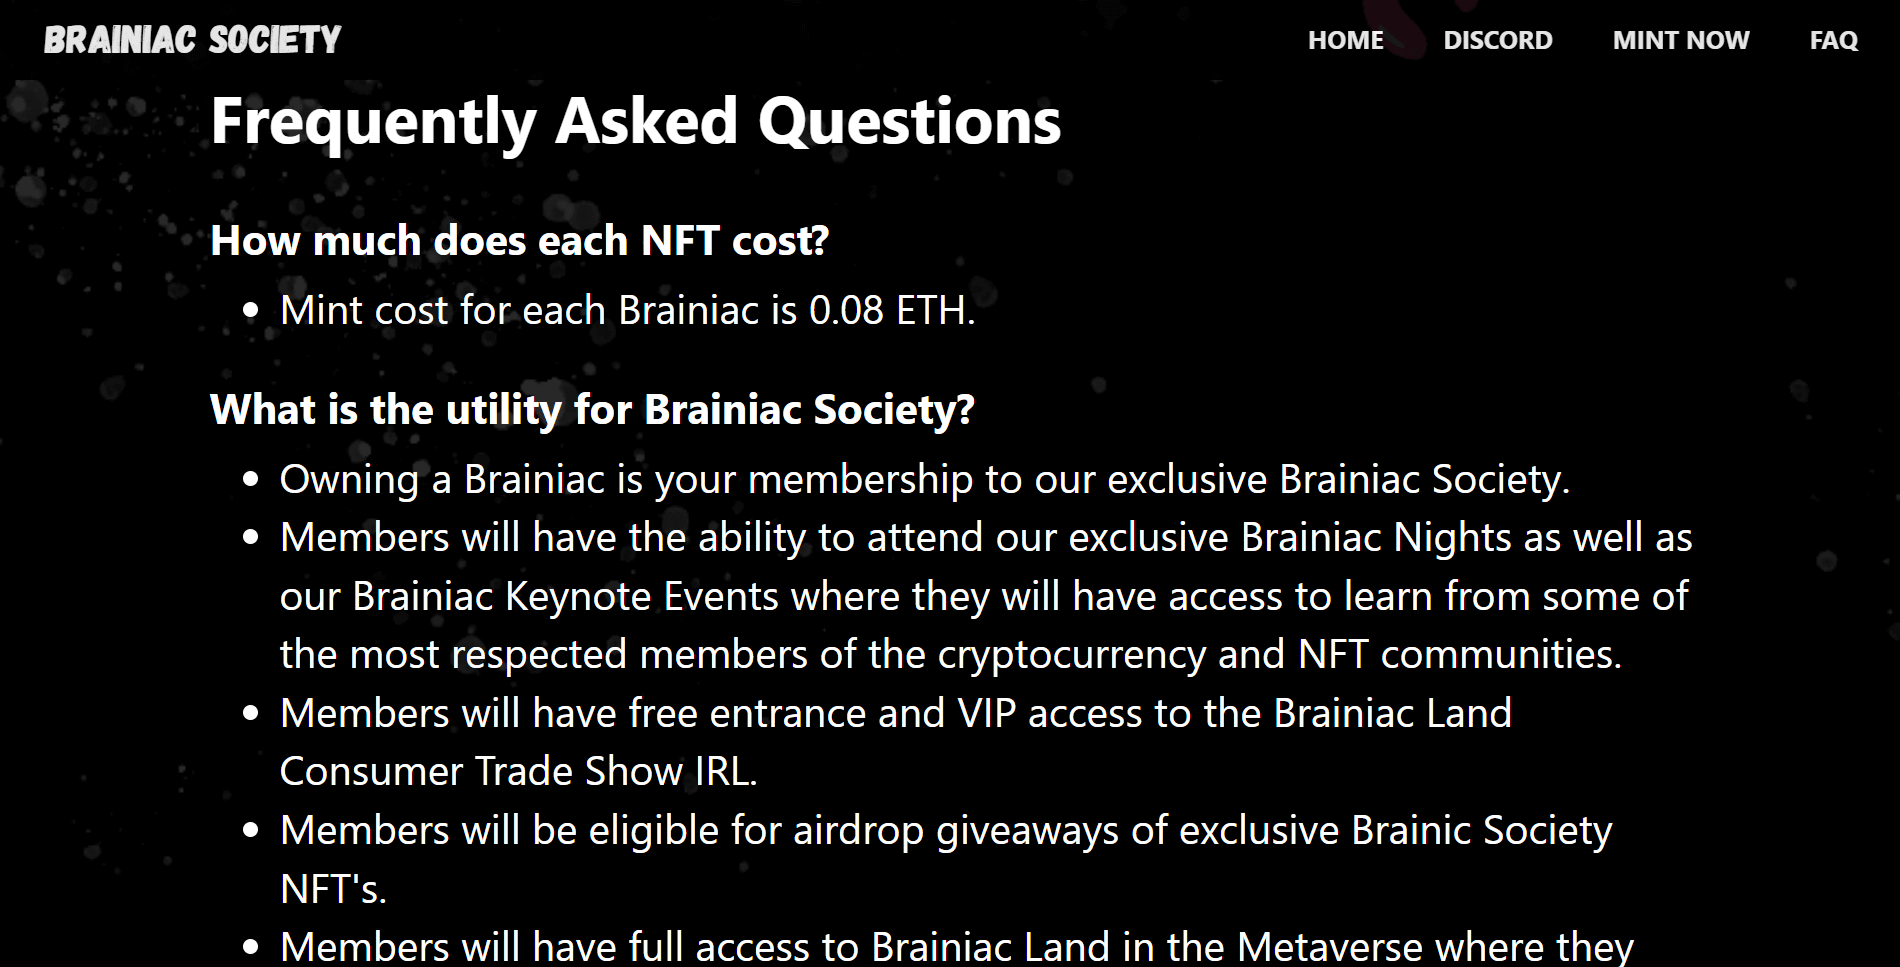 BRAINIAC SOCIETY
HOME DISCORD MINT NOW FAQ
Frequently Asked Questions
How much does each NFT cost?
Mint cost for each Brainiac is 0.08 ETH.
What is the utility for Brainiac Society?
Owning a Brainiac is your membership to our exclusive Brainiac Society.
Members will have the ability to attend our exclusive Brainiac Nights as well as
our Brainiac Keynote Events where they will have access to learn from some of
the most respected members of the cryptocurrency and NFT communities.
Members will have free entrance and VIP access to the Brainiac Land
Consumer Trade Show IRL.
Members will be eligible for airdrop giveaways of exclusive Brainic Society
NFT's.
Members will have full access to Brainiac Land in the Metaverse where they